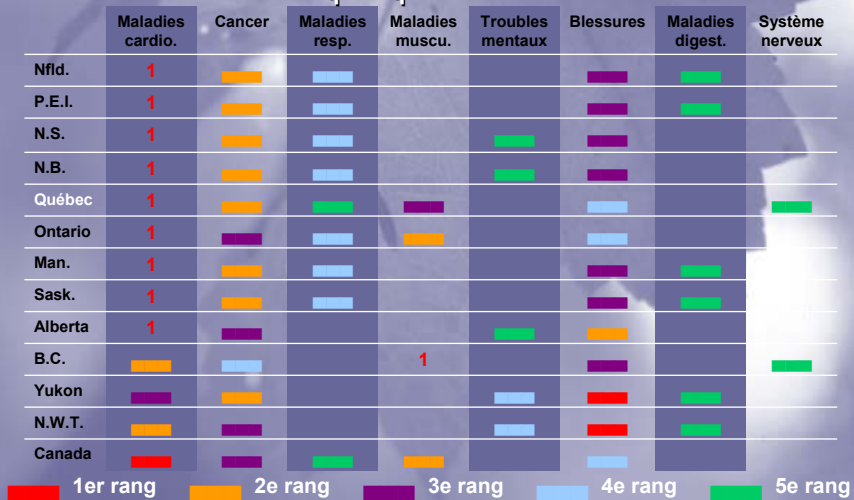 Maladies cardio.
Cancer
Maladies resp.
Maladies muscu.
Troubles mentaux
Blessures
Maladies digest.
Système nerveux
Nfld. 1
P.E.I. 1
N.S. 1
N.B. 1
Québec 1
Ontario 1
Man. 1
Sask. 1
Alberta 1
B.C. 1
Yukon
N.W.T.
Canada
1er rang 2e rang 3e rang 4e rang 5e rang